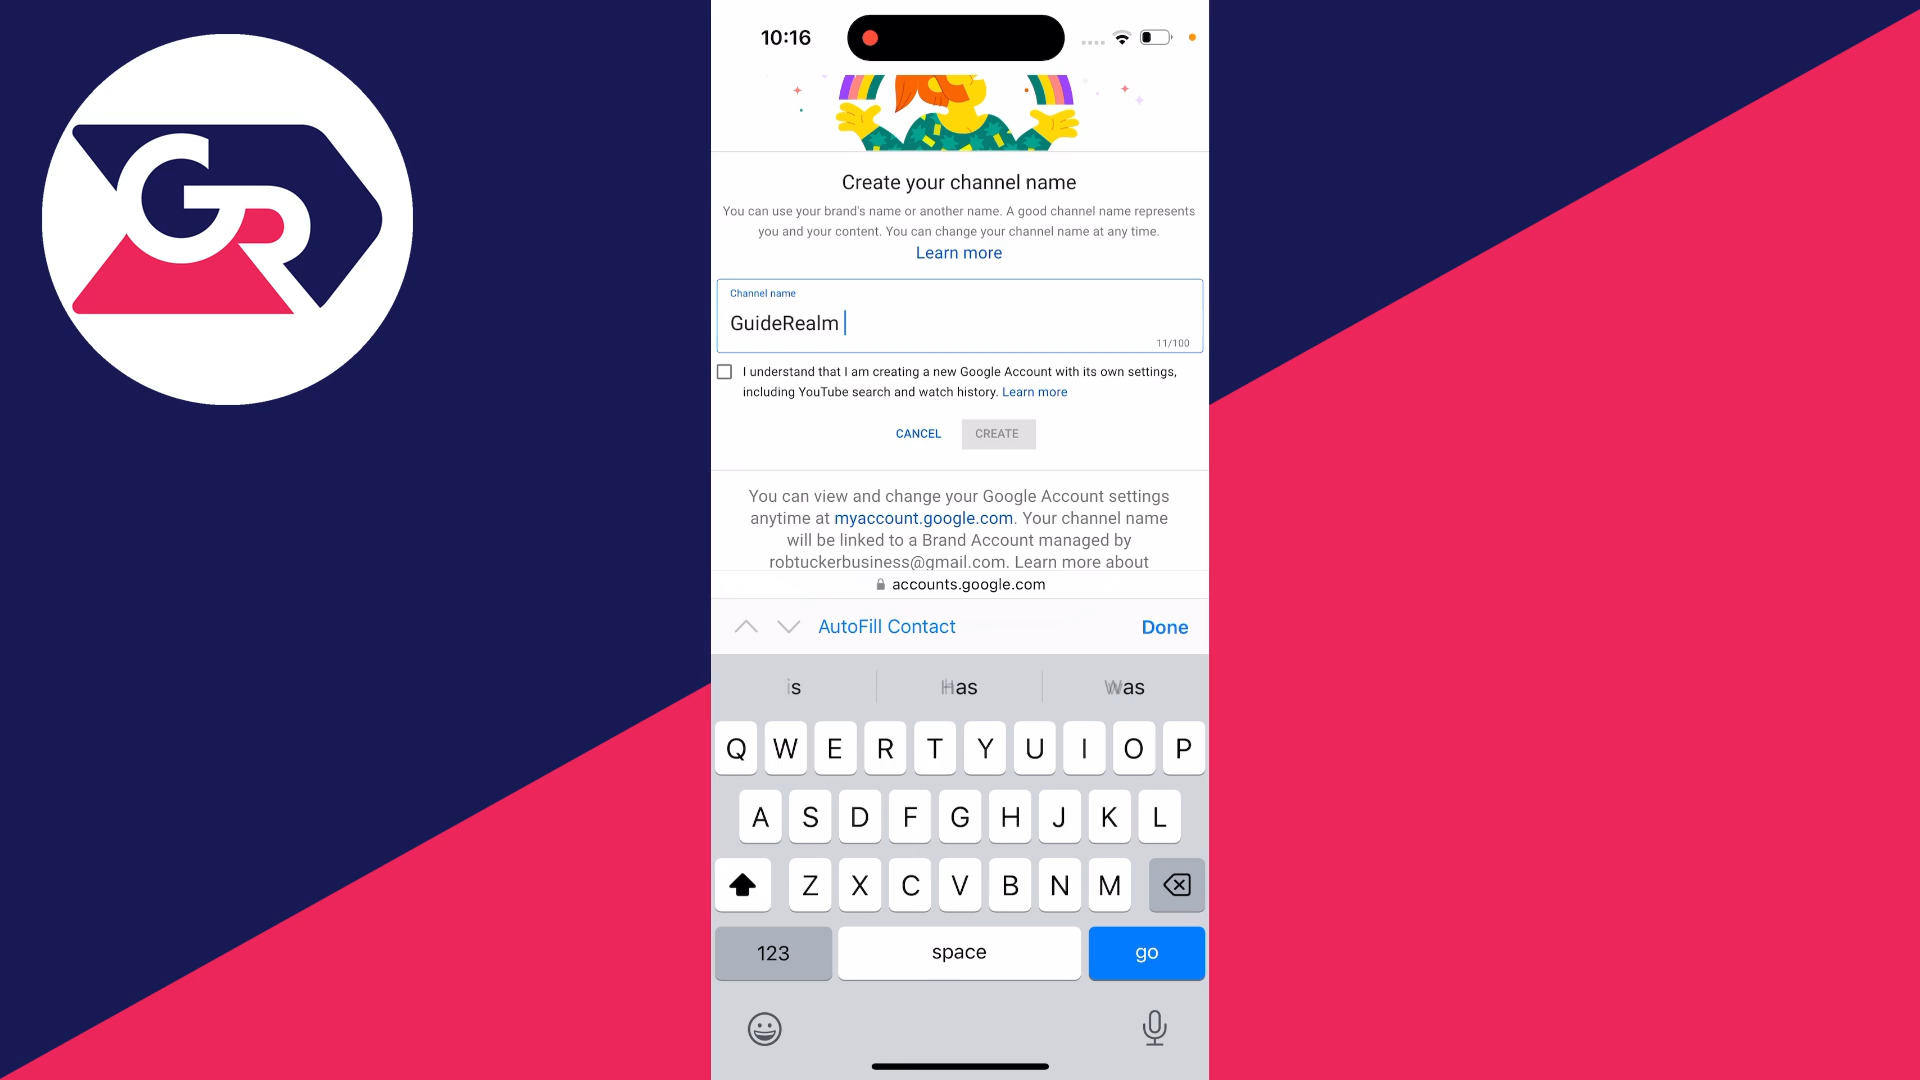 GR
10:16
Create your channel name
You can use your brand's name or another name. A good channel name represents
you and your content. You can change your channel name at any time.
Learn more
Channel name
GuideRealm
11/100
I understand that I am creating a new Google Account with its own settings,
including YouTube search and watch history. Learn more
CANCEL CREATE
You can view and change your Google Account settings
anytime at myaccount.google.com. Your channel name
will be linked to a Brand Account managed by
robtuckerbusiness@gmail.com. Learn more about
accounts.google.com
AutoFill Contact Done
is Has Was
Q W E R T Y U I O P
A S D F G H J K L
Z X C V B N M
123 space go